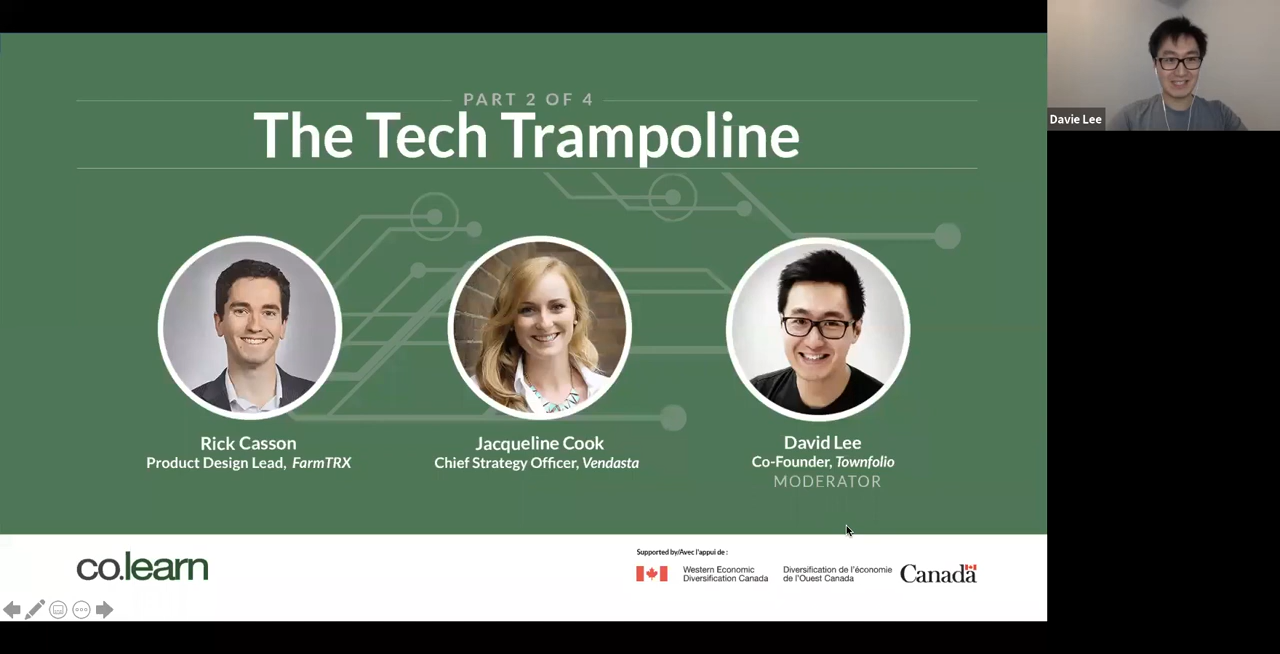 PART 2 OF 4
The Tech Trampoline
Rick Casson
Product Design Lead, FarmTRX
Jacqueline Cook
Chief Strategy Officer, Vendasta
David Lee
Co-Founder, Townfolio
MODERATOR
co.learn
Supported by/Avec l'appui de :
Western Economic
Diversification Canada
Diversification de l'économie
de l'Ouest Canada
Canada
Davie Lee